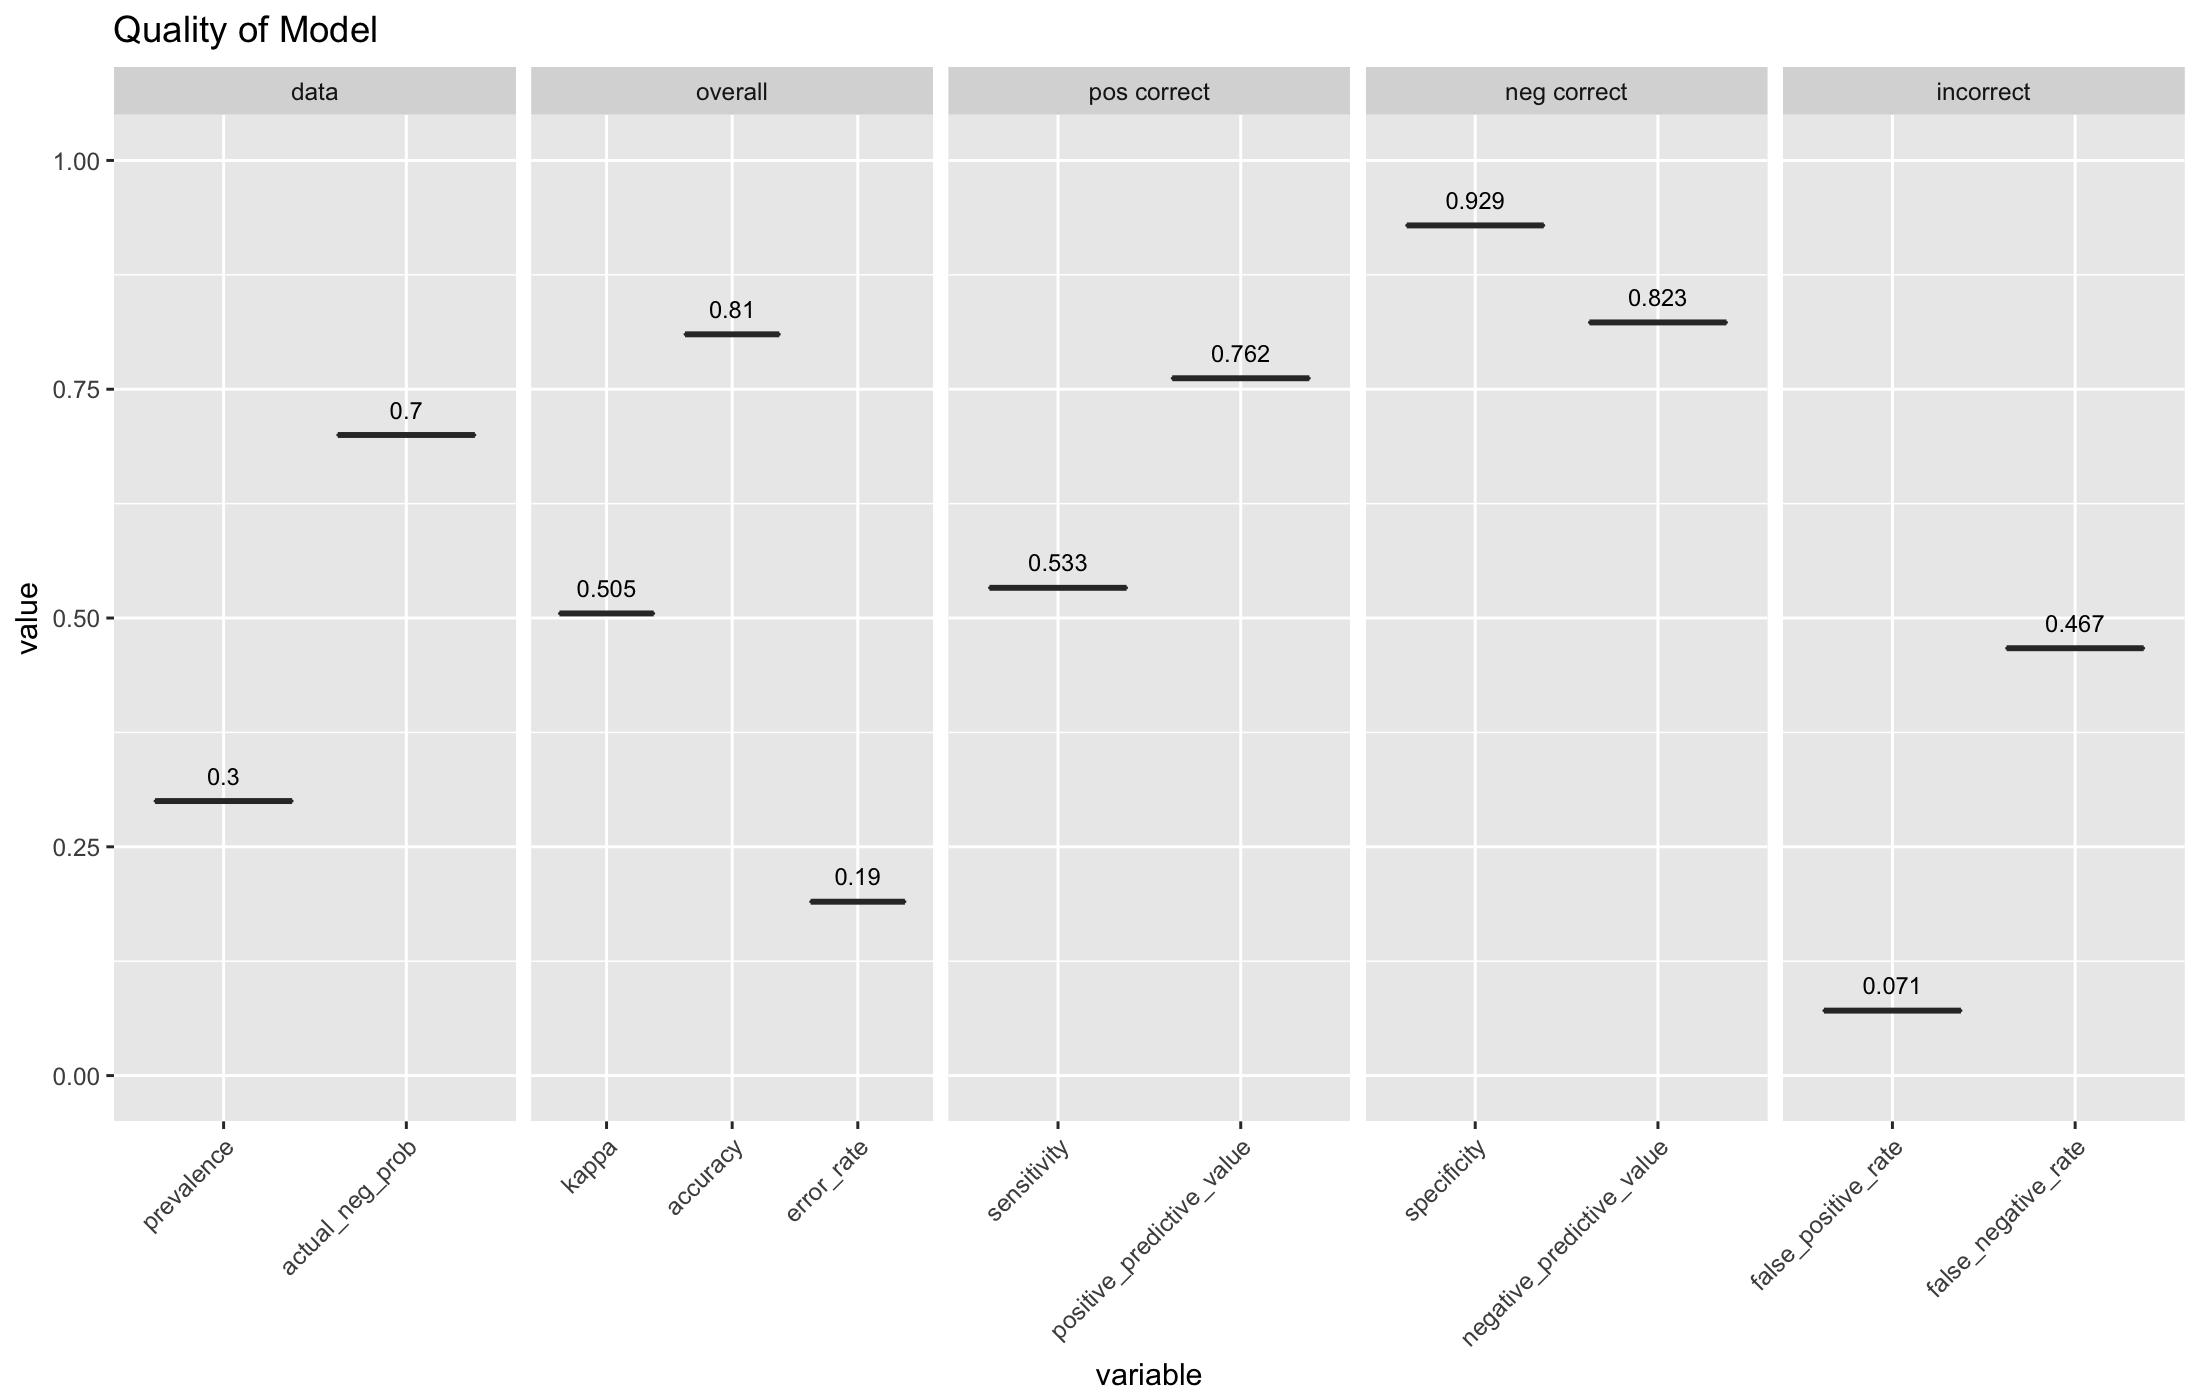 Quality of Model
data
overall
pos correct
neg correct
incorrect
value
1.00
0.75
0.50
0.25
0.00
0.3
0.7
0.505
0.81
0.19
0.533
0.762
0.929
0.823
0.071
0.467
prevalence
actual_neg_prob
kappa
accuracy
error_rate
sensitivity
positive_predictive_value
specificity
negative_predictive_value
false_positive_rate
false_negative_rate
variable